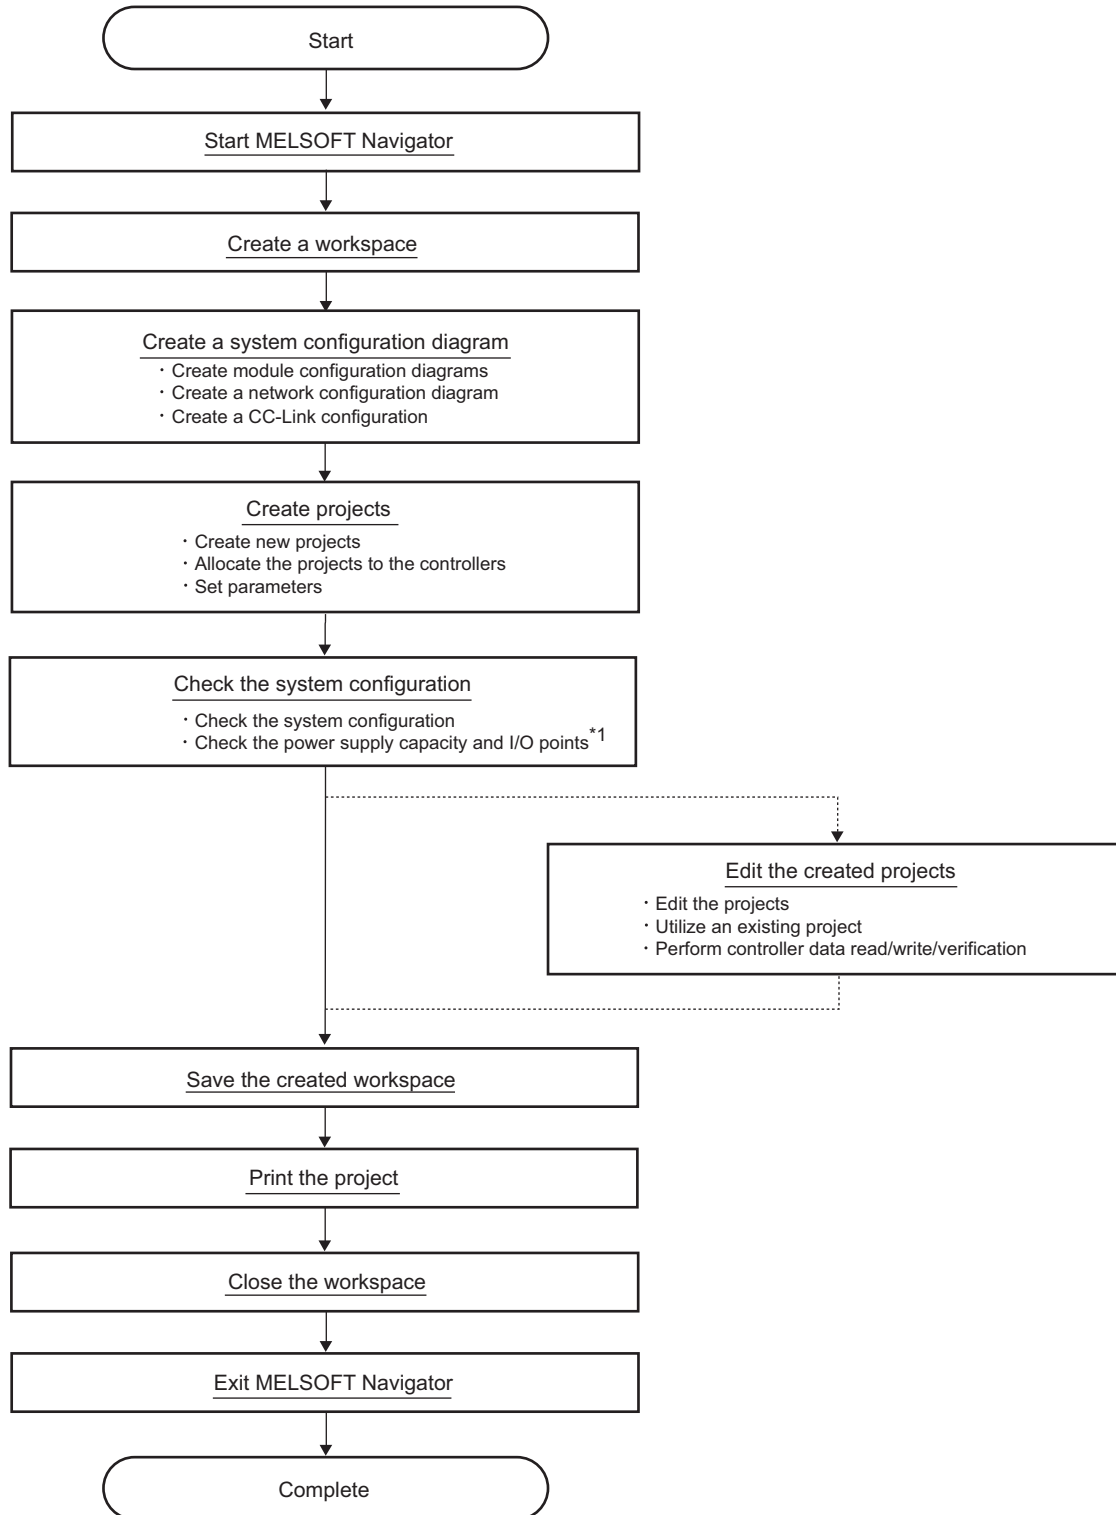 Start
Start MELSOFT Navigator
Create a workspace
Create a system configuration diagram
・Create module configuration diagrams
・Create a network configuration diagram
・Create a CC-Link configuration
Create projects
・Create new projects
・Allocate the projects to the controllers
・Set parameters
Check the system configuration
・Check the system configuration
・Check the power supply capacity and I/O points*1
Edit the created projects
・Edit the projects
・Utilize an existing project
・Perform controller data read/write/verification
Save the created workspace
Print the project
Close the workspace
Exit MELSOFT Navigator
Complete